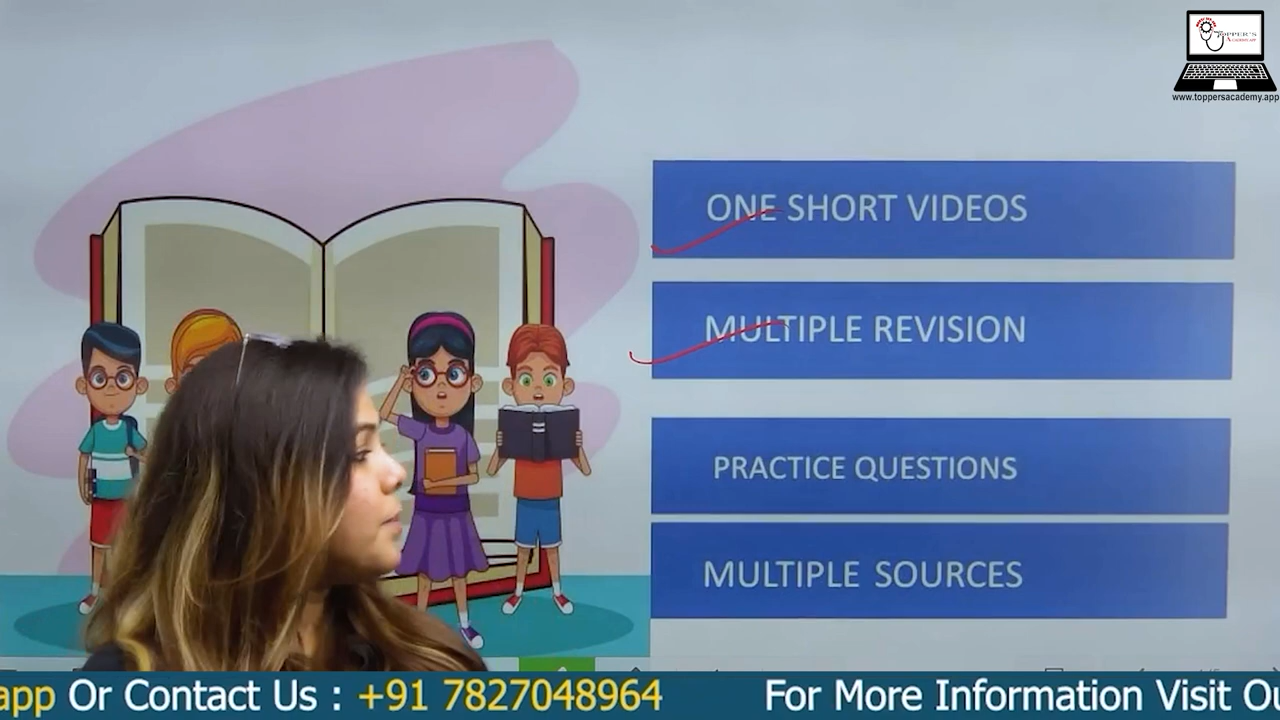 TOPPER'S
www.toppersacademy.app
ONE SHORT VIDEOS
MULTIPLE REVISION
PRACTICE QUESTIONS
MULTIPLE SOURCES
app Or Contact Us : +91 7827048964 For More Information Visit Ou